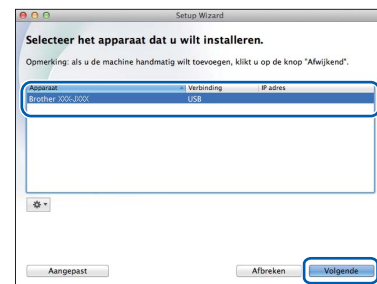 Setup Wizard
Selecteer het apparaat dat u wilt installeren.
Opmerking: als u de machine handmatig wilt toevoegen, klikt u op de knop "Afwijkend".
Apparaat Verbinding IP adres
Brother XXX-JXXX USB
Aangepast Afbreken Volgende